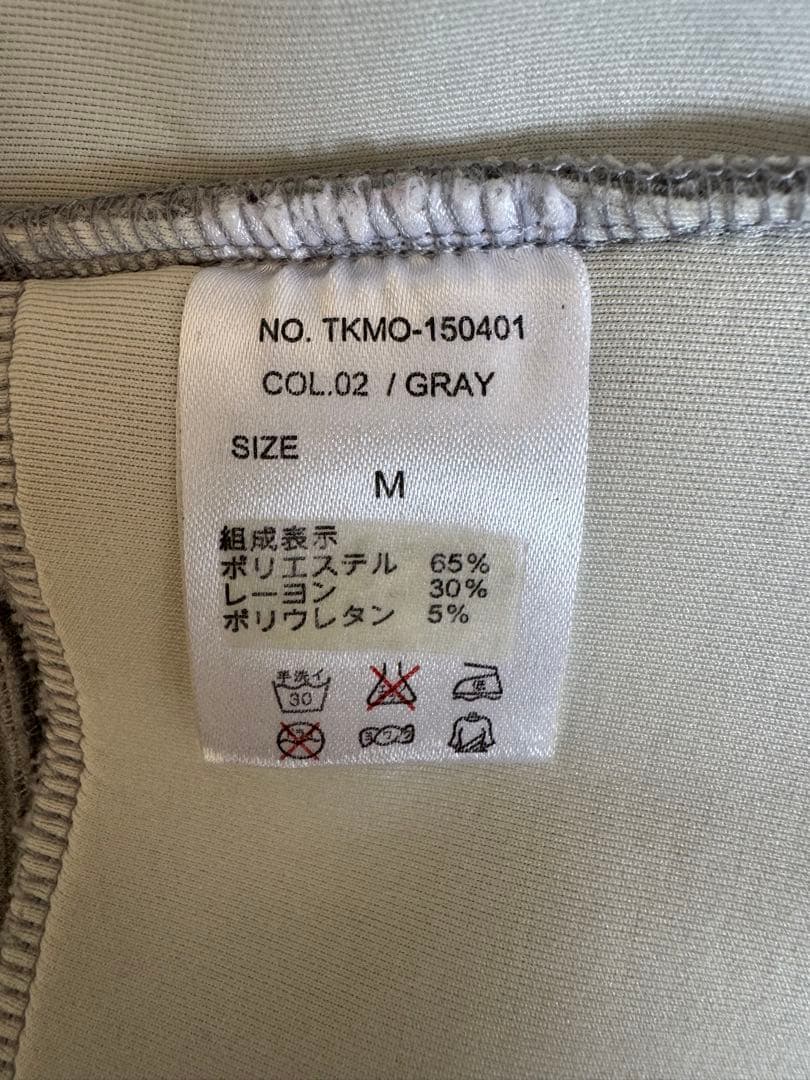 NO. TKMO-150401
COL.02 / GRAY
SIZE
M
組成表示
ポリエステル 65%
レーヨン 30%
ポリウレタン 5%
手洗イ
30
低